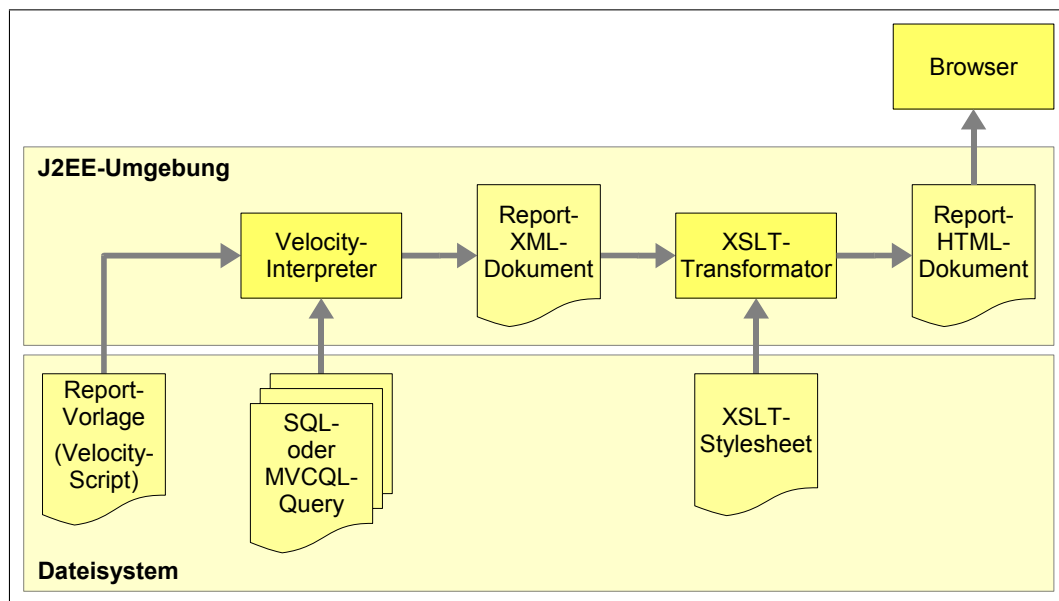 Browser
J2EE-Umgebung
Velocity-
Interpreter
Report-
XML-
Dokument
XSLT-
Transformator
Report-
HTML-
Dokument
Report-
Vorlage
(Velocity-
Script)
SQL-
oder
MVCQL-
Query
XSLT-
Stylesheet
Dateisystem